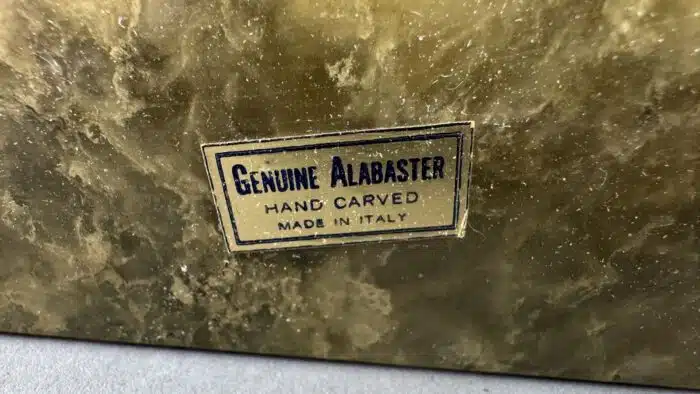 GENUINE ALABASTER
HAND CARVED
MADE IN ITALY